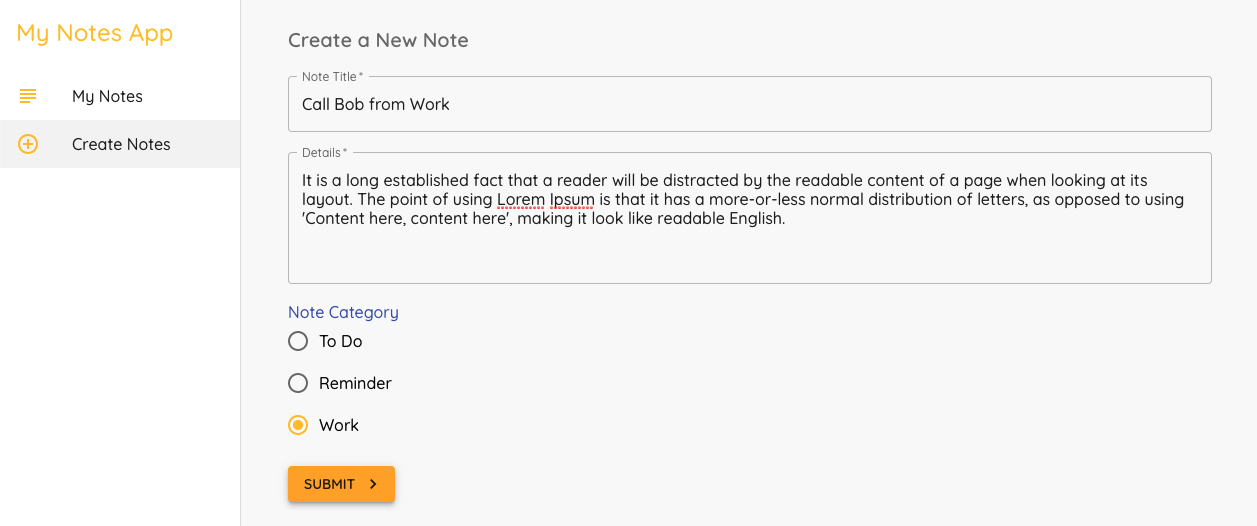 My Notes App
My Notes
Create Notes
Create a New Note
Note Title *
Call Bob from Work
Details *
It is a long established fact that a reader will be distracted by the readable content of a page when looking at its
layout. The point of using Lorem Ipsum is that it has a more-or-less normal distribution of letters, as opposed to using
'Content here, content here', making it look like readable English.
Note Category
To Do
Reminder
Work
SUBMIT